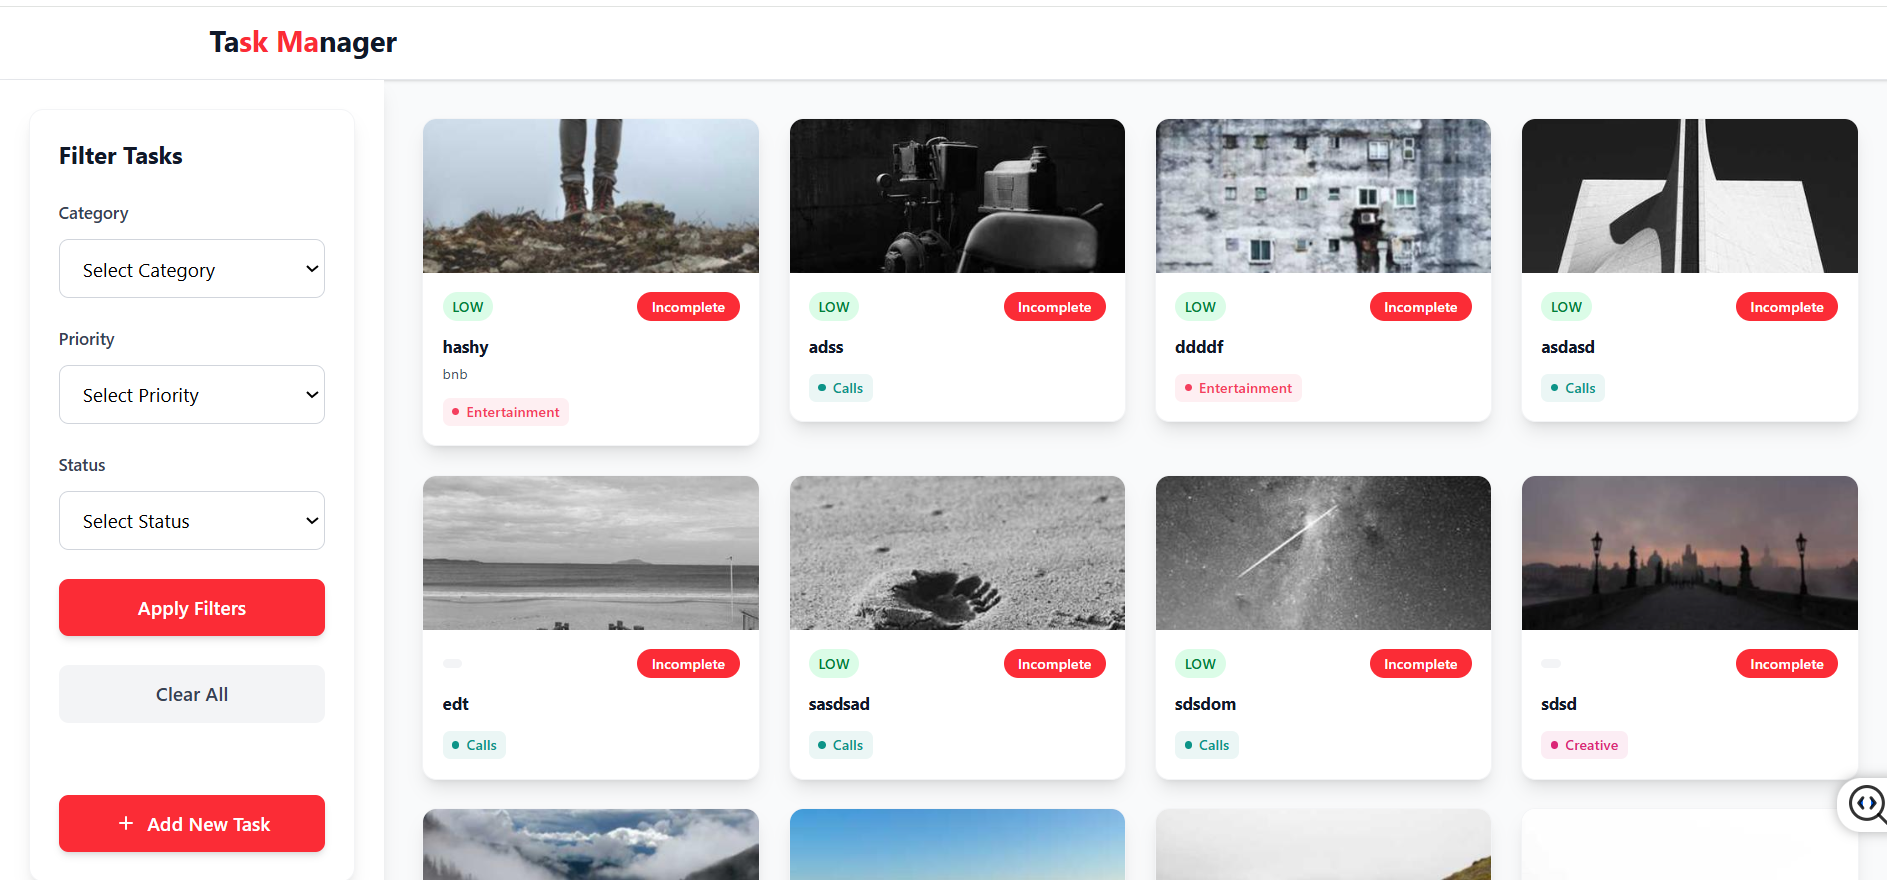 Task Manager
Filter Tasks
Category
Select Category
Priority
Select Priority
Status
Select Status
Apply Filters
Clear All
+ Add New Task
LOW Incomplete
hashy
bnb
Entertainment
LOW Incomplete
adss
Calls
LOW Incomplete
ddddf
Entertainment
LOW Incomplete
asdasd
Calls
Incomplete
edt
Calls
LOW Incomplete
sasdsad
Calls
LOW Incomplete
sdsdom
Calls
Incomplete
sdsd
Creative